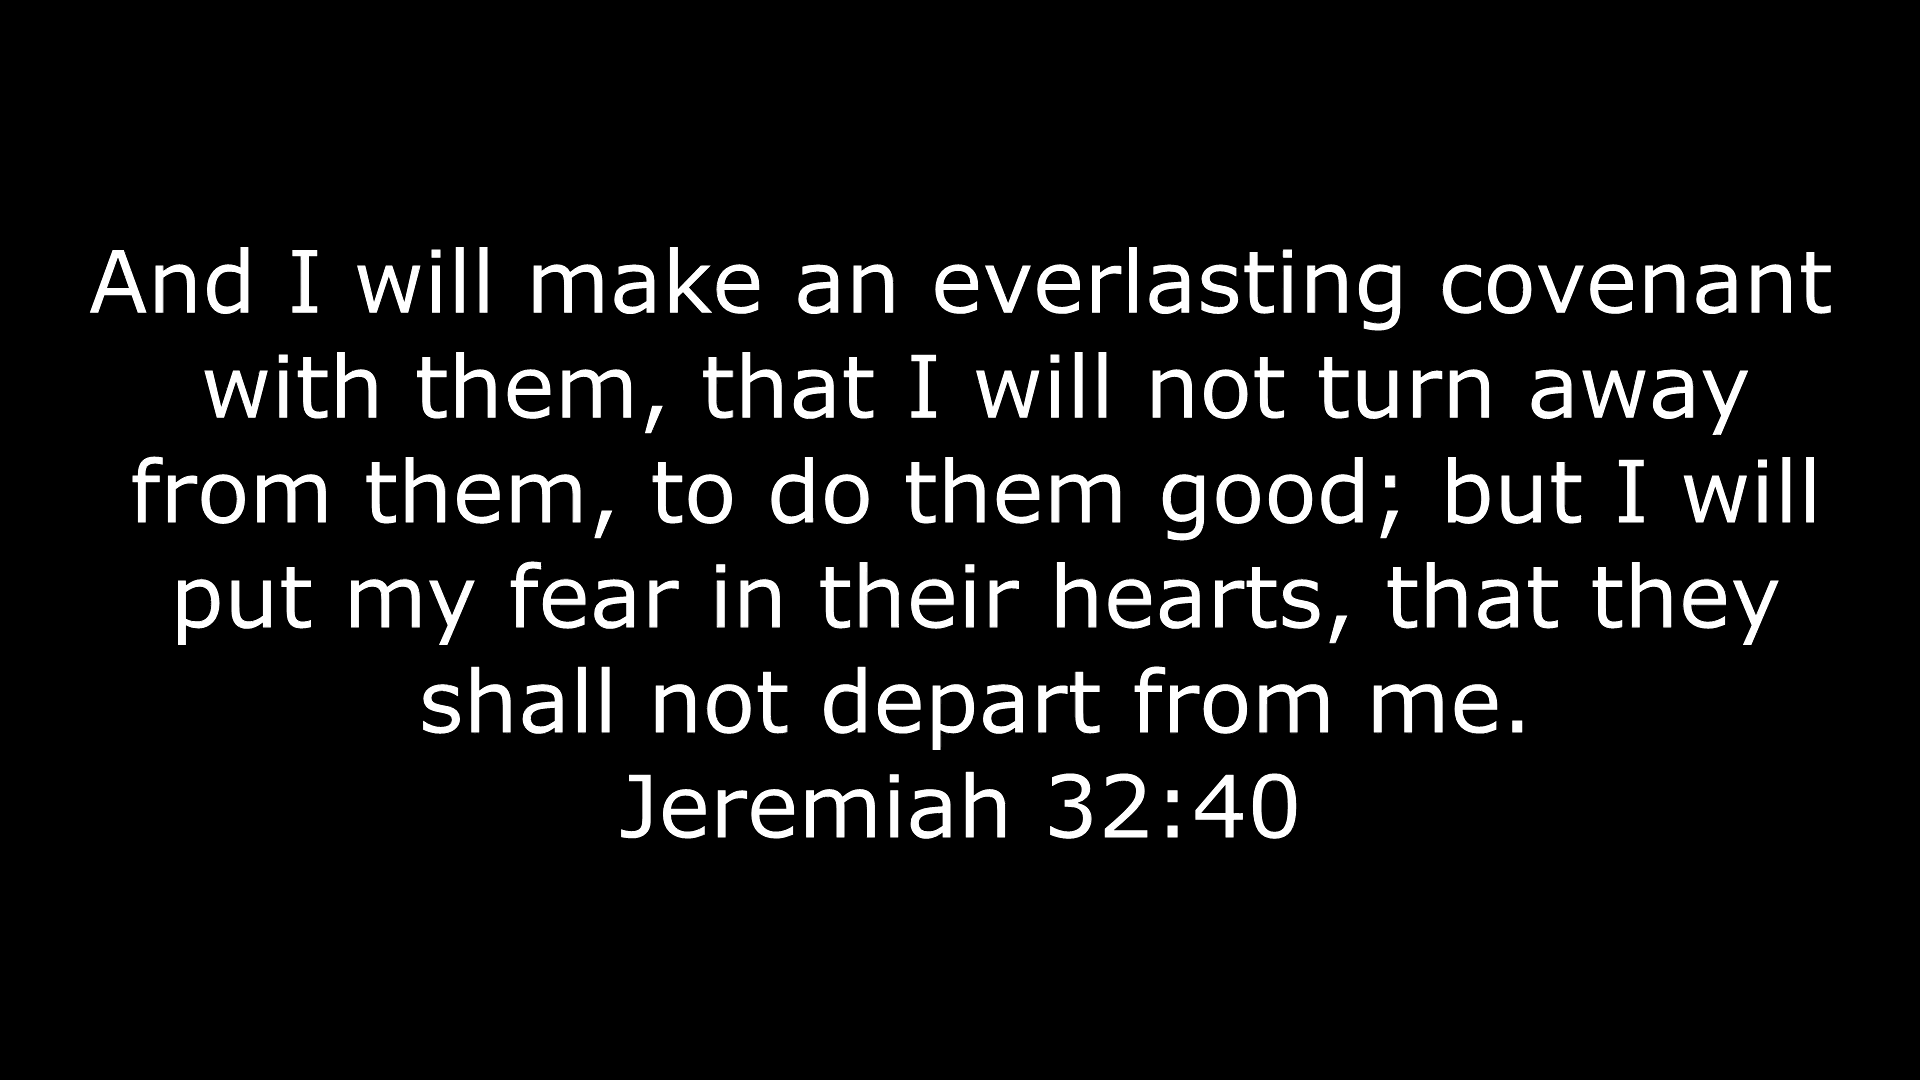 And I will make an everlasting covenant
with them, that I will not turn away
from them, to do them good; but I will
put my fear in their hearts, that they
shall not depart from me.
Jeremiah 32:40